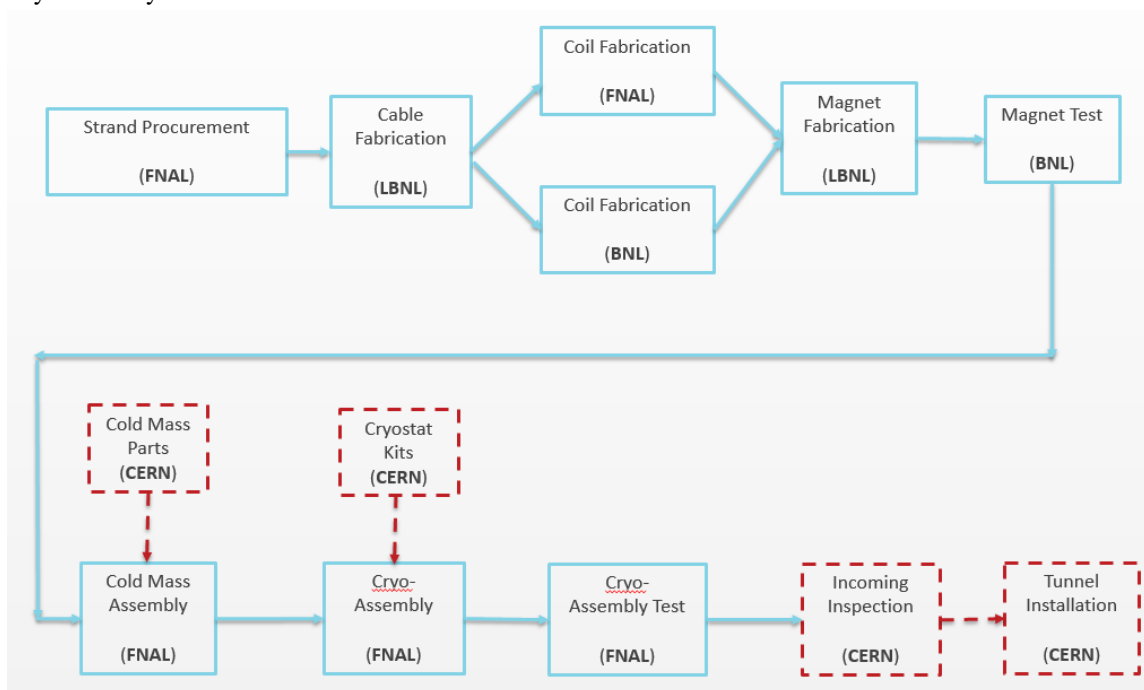 Strand Procurement
(FNAL)
Cable
Fabrication
(LBNL)
Coil Fabrication
(FNAL)
Coil Fabrication
(BNL)
Magnet
Fabrication
(LBNL)
Magnet Test
(BNL)
Cold Mass
Parts
(CERN)
Cryostat
Kits
(CERN)
Cold Mass
Assembly
(FNAL)
Cryo-
Assembly
(FNAL)
Cryo-
Assembly Test
(FNAL)
Incoming
Inspection
(CERN)
Tunnel
Installation
(CERN)